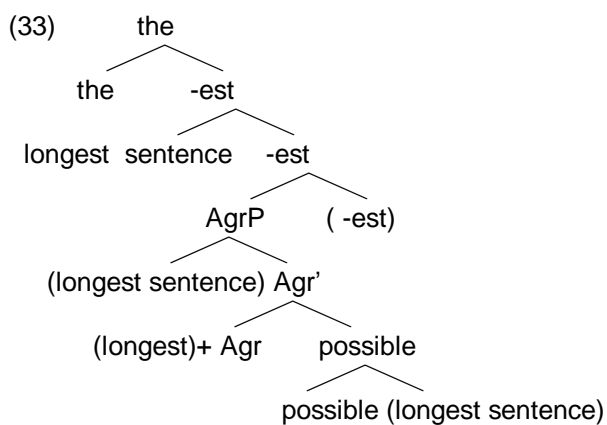 (33) the
the -est
longest sentence -est
AgrP ( -est)
(longest sentence) Agr’
(longest)+ Agr possible
possible (longest sentence)